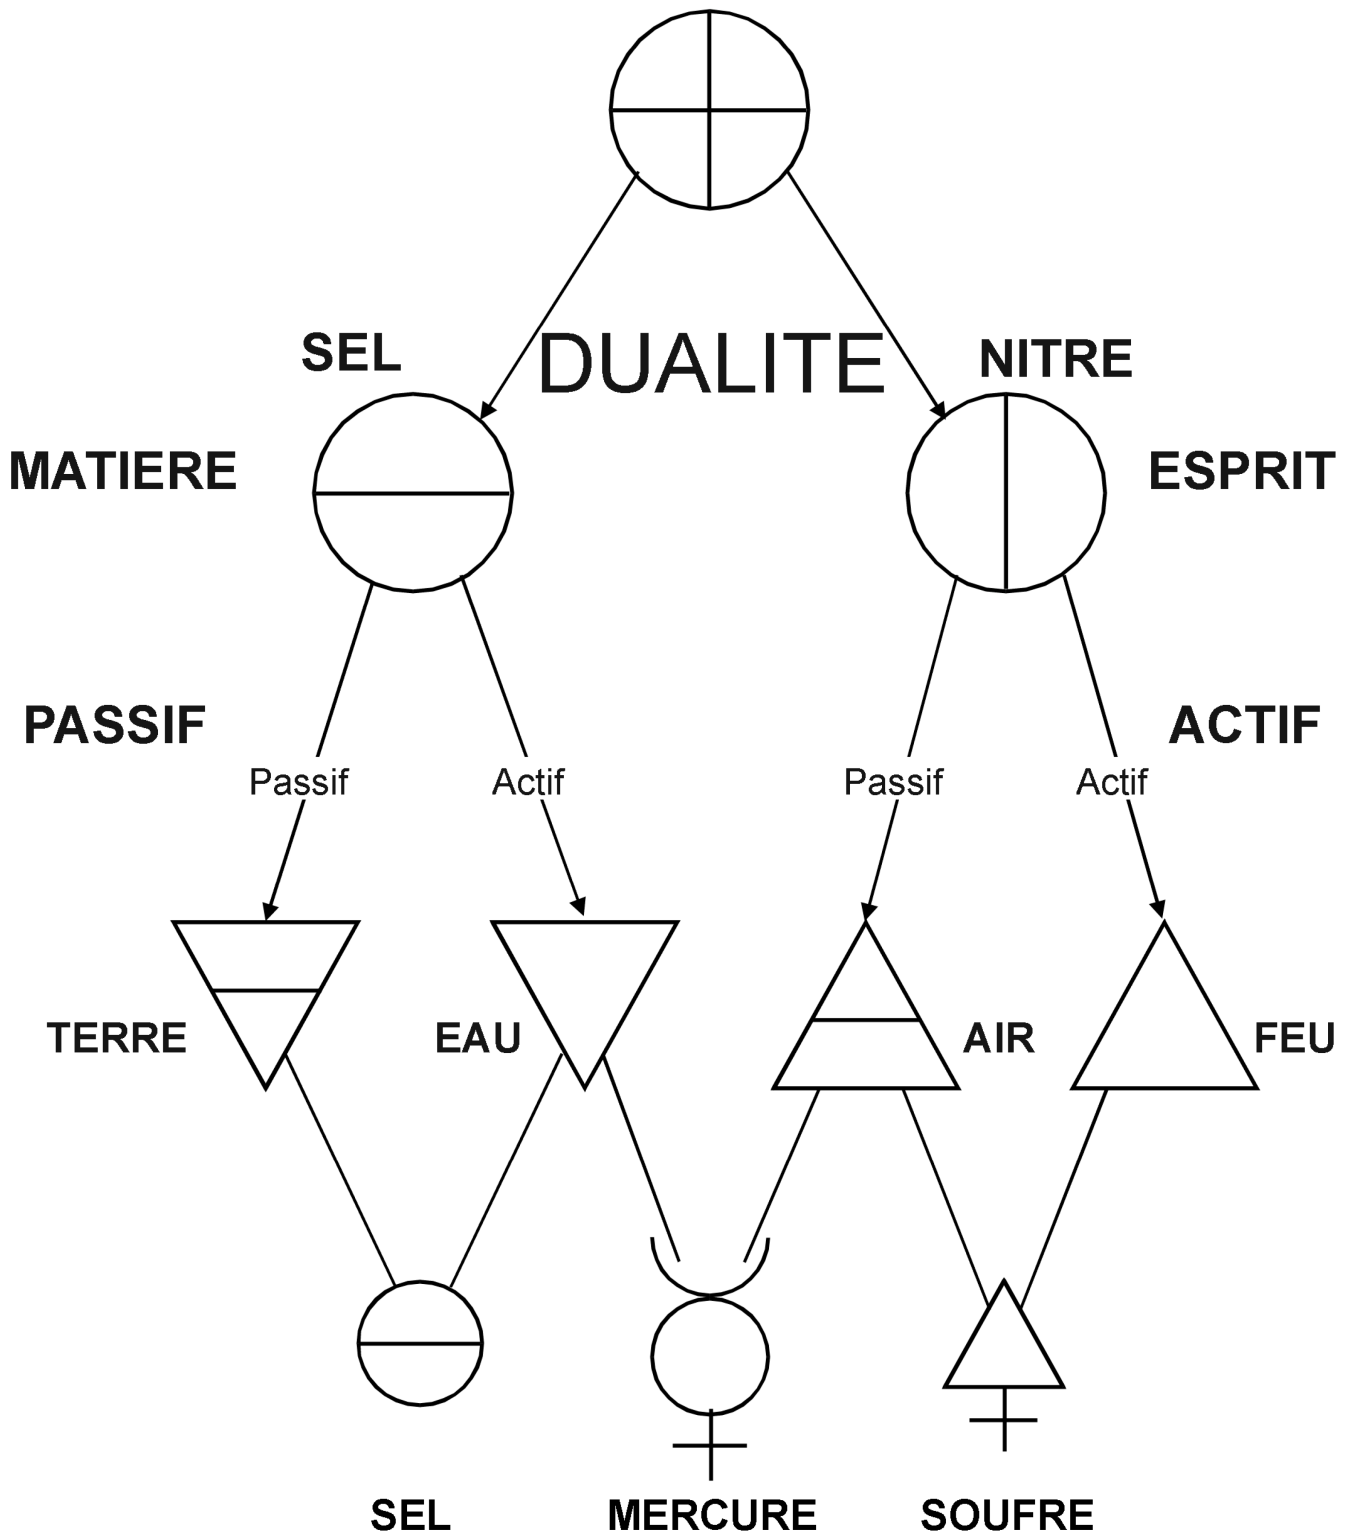 SEL
DUALITE
NITRE
MATIERE
ESPRIT
PASSIF
ACTIF
Passif
Actif
Passif
Actif
TERRE
EAU
AIR
FEU
SEL
MERCURE
SOUFRE